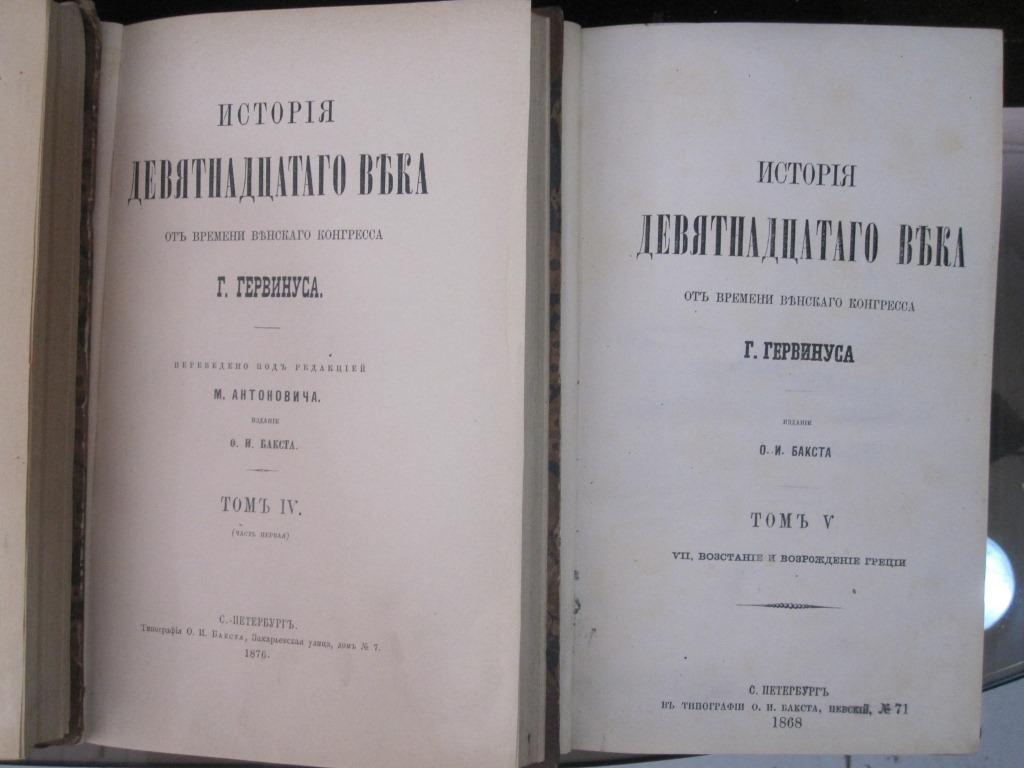 ИСТОРІЯ
ДЕВЯТНАДЦАТАГО ВѢКА
ОТЪ ВРЕМЕНИ ВѢНСКАГО КОНГРЕССА
Г. ГЕРВИНУСА.
ПЕРЕВЕДЕНО ПОДЪ РЕДАКЦІЕЙ
М. АНТОНОВИЧА.
ИЗДАНІЕ
О. И. БАКСТА.
ТОМЪ IV.
(ЧАСТЬ ПЕРВАЯ)
С.-ПЕТЕРБУРГЪ.
Типографія О. И. Бакста, Захарьевская улица, домъ № 7.
1876.
ИСТОРІЯ
ДЕВЯТНАДЦАТАГО ВѢКА
ОТЪ ВРЕМЕНИ ВѢНСКАГО КОНГРЕССА
Г. ГЕРВИНУСА
ИЗДАНІЕ
О. И. БАКСТА
ТОМЪ V
VII, ВОЗСТАНІЕ И ВОЗРОЖДЕНІЕ ГРЕЦІИ
С. ПЕТЕРБУРГЪ
ВЪ ТИПОГРАФІИ О. И. БАКСТА, НЕВСКІЙ, № 71
1868